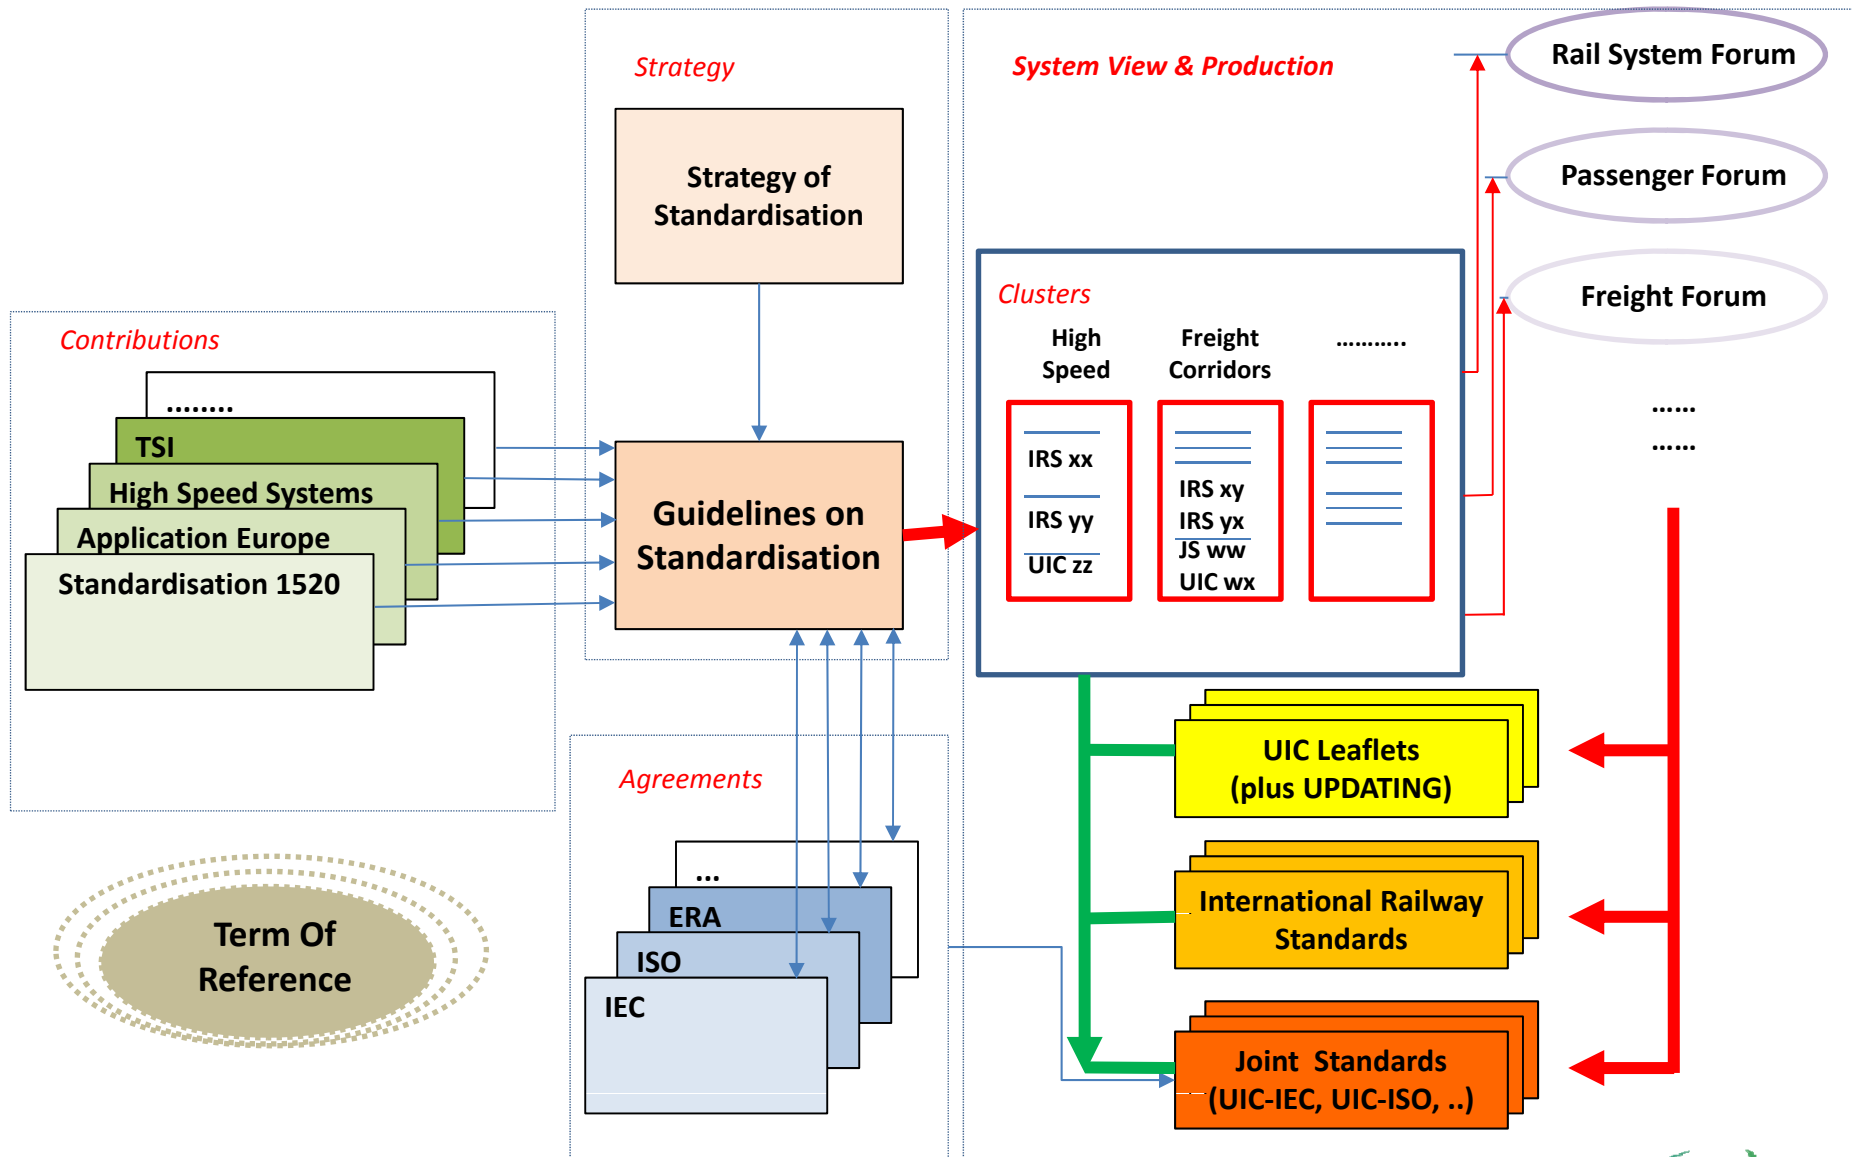 Strategy
Strategy of
Standardisation
System View & Production
Rail System Forum
Passenger Forum
Freight Forum
……
……
Contributions
........
TSI
High Speed Systems
Application Europe
Standardisation 1520
Guidelines on
Standardisation
Clusters
High
Speed
Freight
Corridors
………..
IRS xx
IRS yy
UIC zz
IRS xy
IRS yx
JS ww
UIC wx
Agreements
...
ERA
ISO
IEC
Term Of
Reference
UIC Leaflets
(plus UPDATING)
International Railway
Standards
Joint  Standards
(UIC-IEC, UIC-ISO, ..)